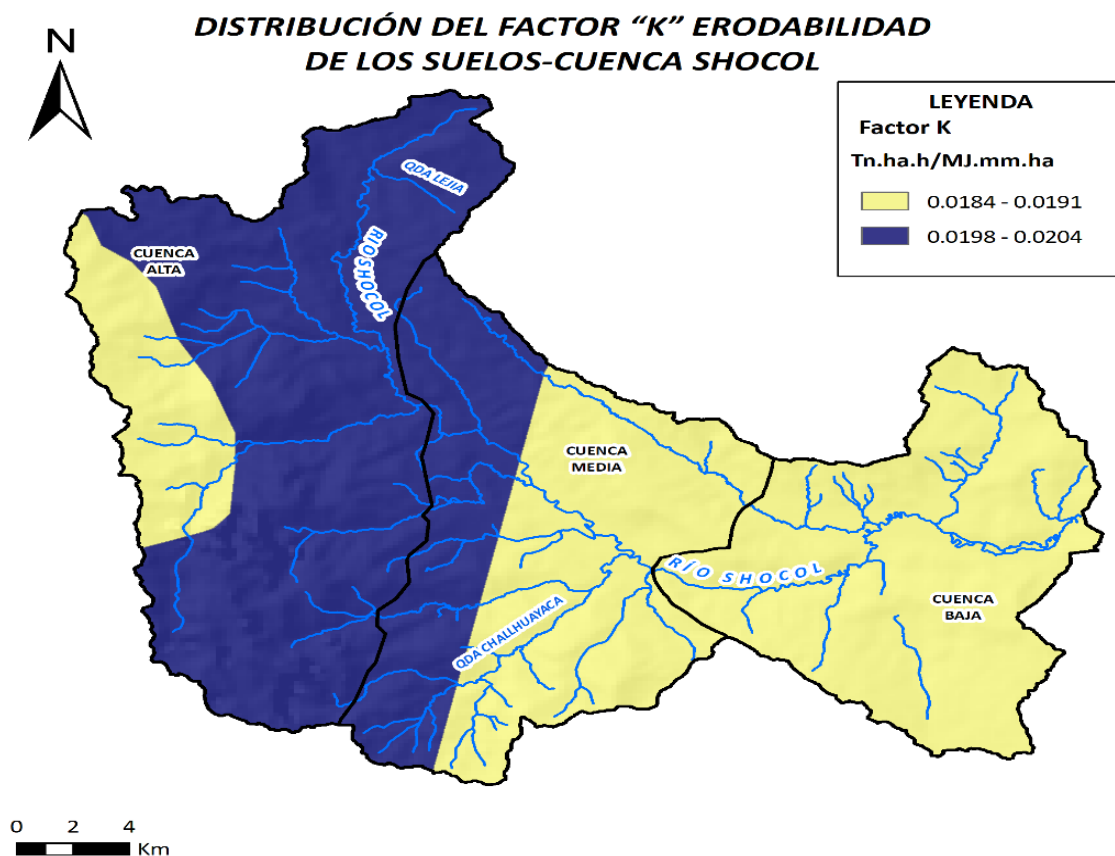 DISTRIBUCIÓN DEL FACTOR “K” ERODABILIDAD
DE LOS SUELOS-CUENCA SHOCOL
N
LEYENDA
Factor K
Tn.ha.h/MJ.mm.ha
0.0184 - 0.0191
0.0198 - 0.0204
QDA LEJIA
CUENCA
ALTA
RÍO SHOCOL
CUENCA
MEDIA
RÍO SHOCOL
QDA CHALLHUAYACA
CUENCA
BAJA
0 2 4
Km